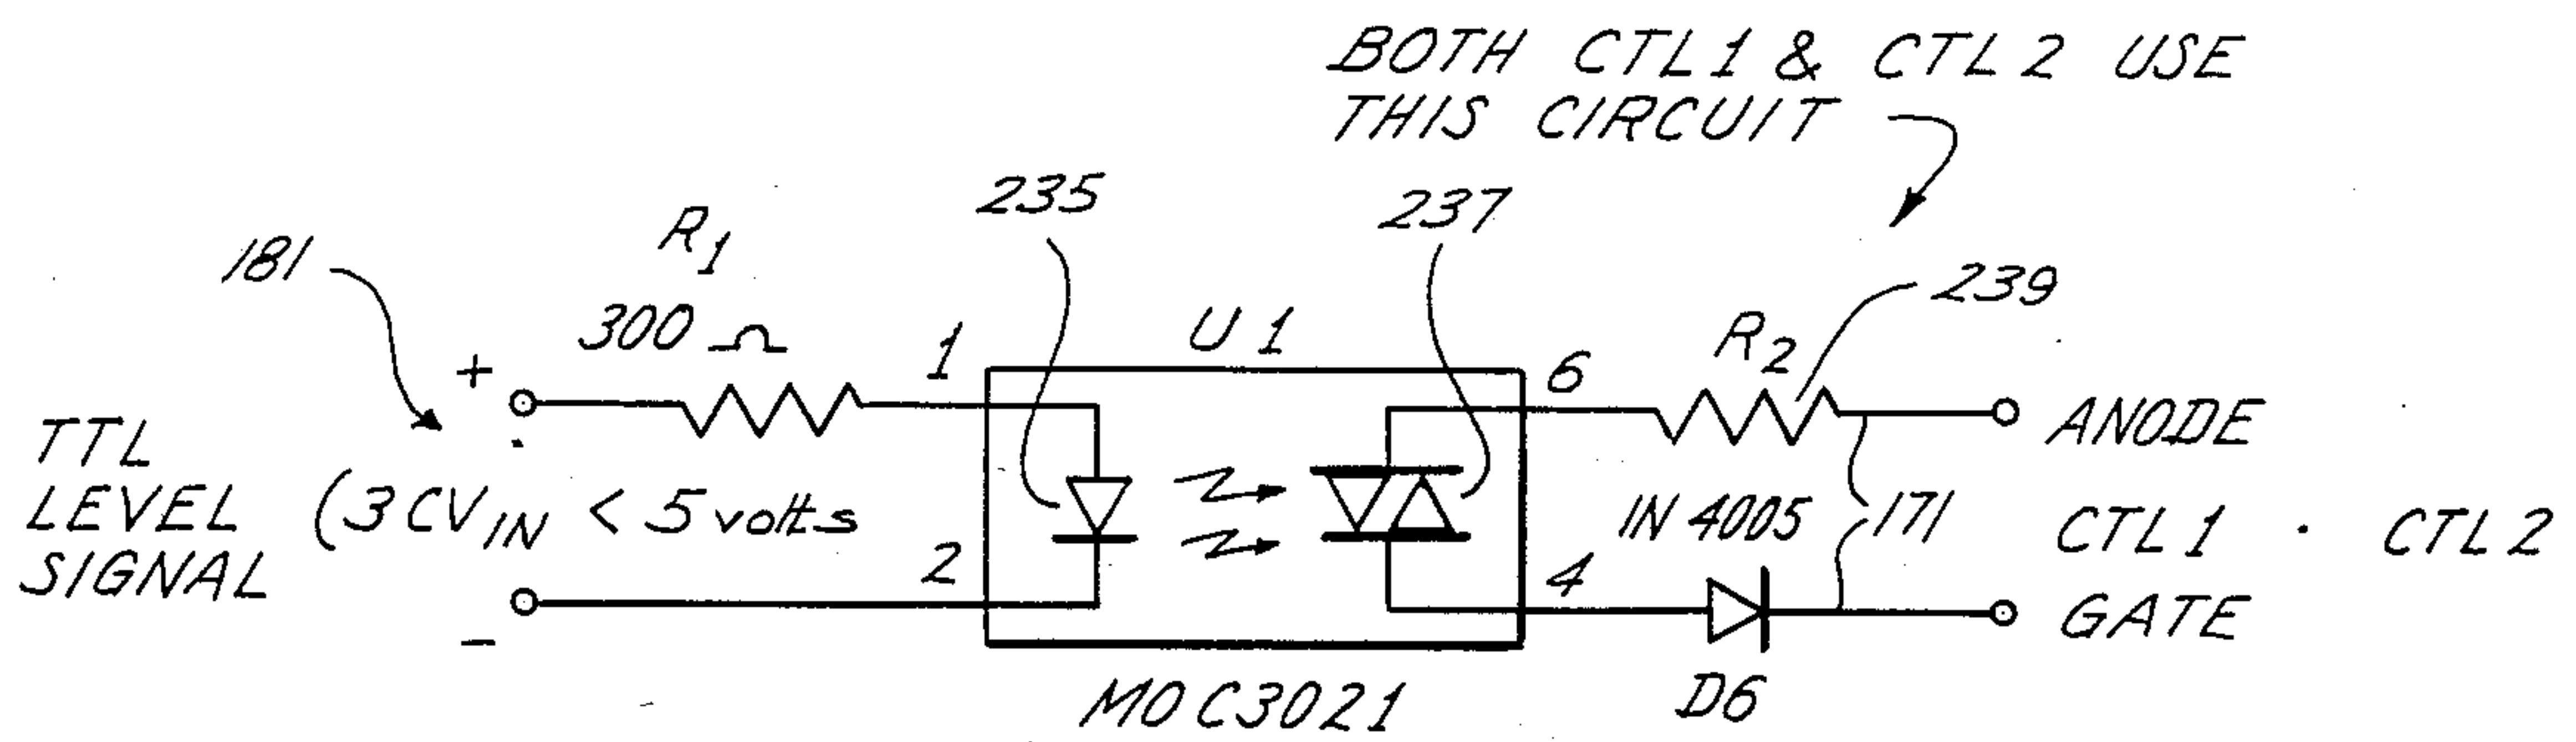 BOTH CTL1 & CTL2 USE
THIS CIRCUIT
235
237
181
R1
239
300 Ω
1
U1
6
R2
+
ANODE
TTL
LEVEL
SIGNAL
(3 CVIN < 5 volts
IN 4005
171
CTL1 · CTL2
2
4
GATE
−
MOC3021
D6